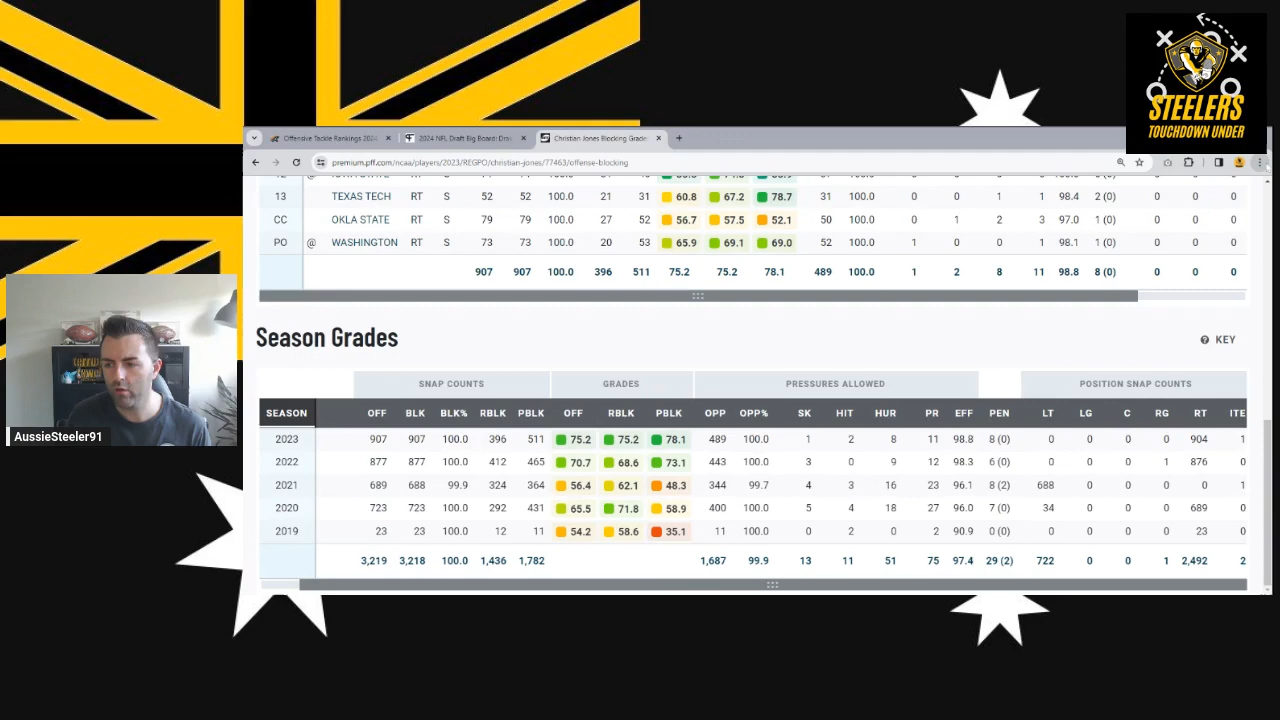 STEELERS
TOUCHDOWN UNDER
Offensive Tackle Rankings 2024
2024 NFL Draft Big Board: Dra
Christian Jones Blocking Grade
premium.pff.com/ncaa/players/2023/REGPO/christian-jones/77463/offense-blocking
13 TEXAS TECH RT S 52 52 100.0 21 31 60.8 67.2 78.7 31 100.0 0 0 1 1 98.4 2 (0) 0 0 0
CC OKLA STATE RT S 79 79 100.0 27 52 56.7 57.5 52.1 50 100.0 0 1 2 3 97.0 1 (0) 0 0 0
PO @ WASHINGTON RT S 73 73 100.0 20 53 65.9 69.1 69.0 52 100.0 1 0 0 1 98.1 1 (0) 0 0 0
907 907 100.0 396 511 75.2 75.2 78.1 489 100.0 1 2 8 11 98.8 8 (0) 0 0 0
Season Grades
KEY
SNAP COUNTS GRADES PRESSURES ALLOWED POSITION SNAP COUNTS
SEASON OFF BLK BLK% RBLK PBLK OFF RBLK PBLK OPP OPP% SK HIT HUR PR EFF PEN LT LG C RG RT ITE
2023 907 907 100.0 396 511 75.2 75.2 78.1 489 100.0 1 2 8 11 98.8 8 (0) 0 0 0 0 904 1
2022 877 877 100.0 412 465 70.7 68.6 73.1 443 100.0 3 0 9 12 98.3 6 (0) 0 0 0 1 876 0
2021 689 688 99.9 324 364 56.4 62.1 48.3 344 99.7 4 3 16 23 96.1 8 (2) 688 0 0 0 0 1
2020 723 723 100.0 292 431 65.5 71.8 58.9 400 100.0 5 4 18 27 96.0 7 (0) 34 0 0 0 689 0
2019 23 23 100.0 12 11 54.2 58.6 35.1 11 100.0 0 2 0 2 90.9 0 (0) 0 0 0 0 23 0
3,219 3,218 100.0 1,436 1,782 1,687 99.9 13 11 51 75 97.4 29 (2) 722 0 0 1 2,492 2
AussieSteeler91